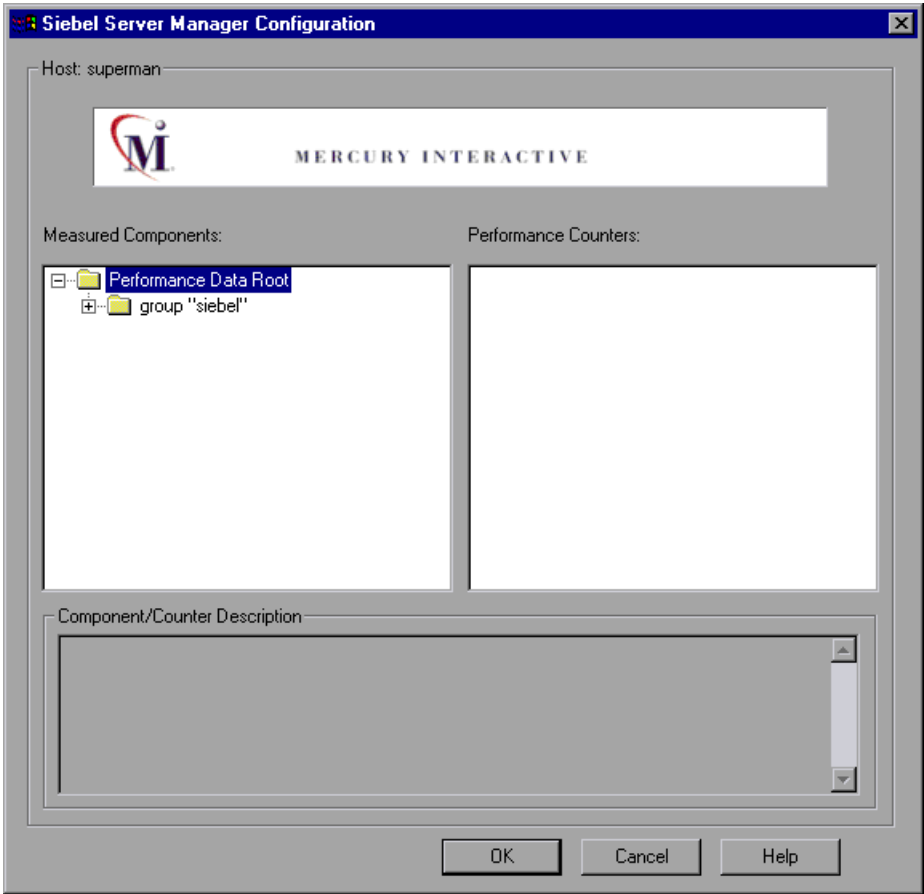 Siebel Server Manager Configuration
Host: superman
M
MERCURY INTERACTIVE
Measured Components:
Performance Counters:
Performance Data Root
group "siebel"
Component/Counter Description
OK
Cancel
Help